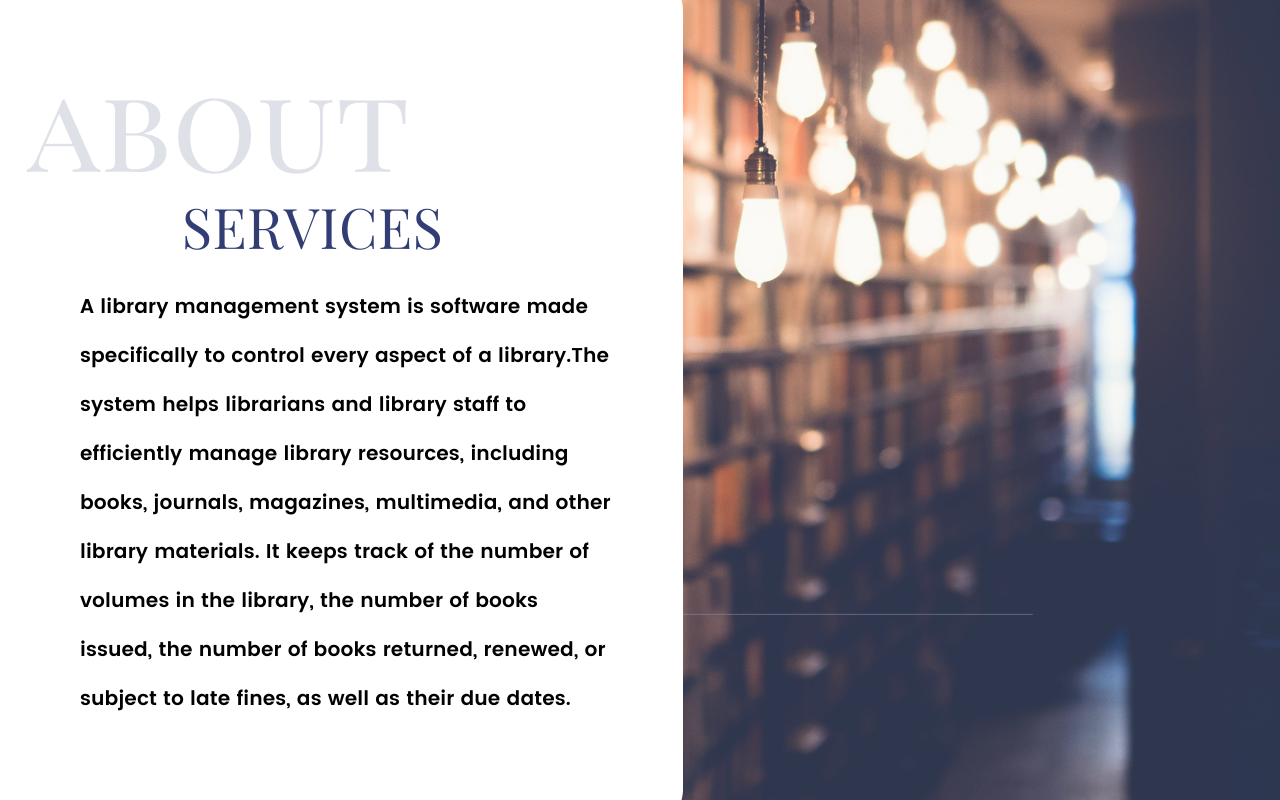 ABOUT
SERVICES
A library management system is software made
specifically to control every aspect of a library.The
system helps librarians and library staff to
efficiently manage library resources, including
books, journals, magazines, multimedia, and other
library materials. It keeps track of the number of
volumes in the library, the number of books
issued, the number of books returned, renewed, or
subject to late fines, as well as their due dates.